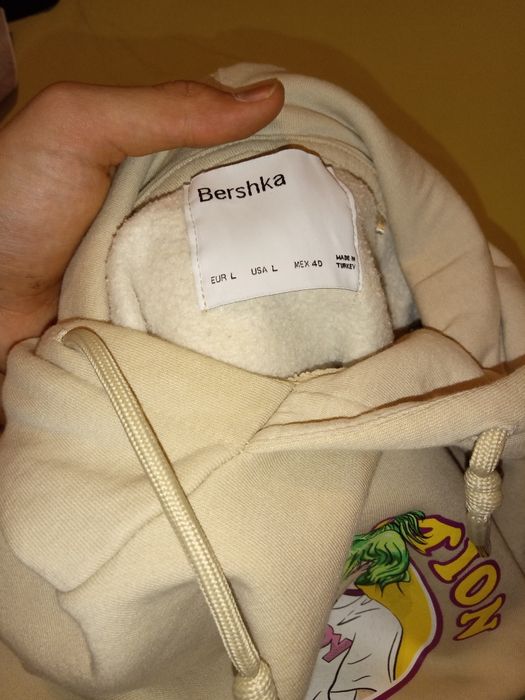 Bershka
EUR L USA L MEX 40 MADE IN
TURKEY
TION